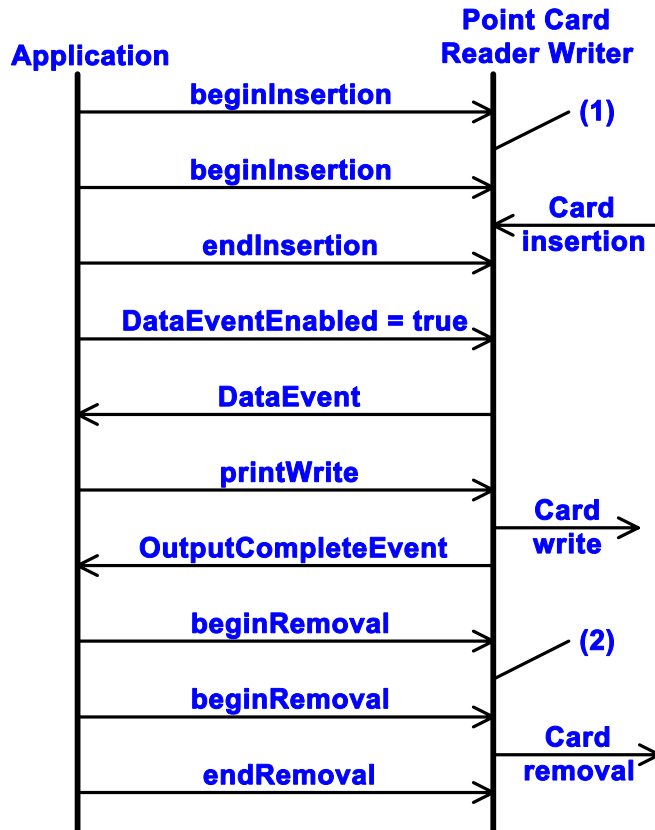 Point Card
Application
Reader Writer
beginInsertion
(1)
beginInsertion
Card
insertion
endInsertion
DataEventEnabled = true
DataEvent
printWrite
Card
write
OutputCompleteEvent
beginRemoval
(2)
beginRemoval
Card
removal
endRemoval